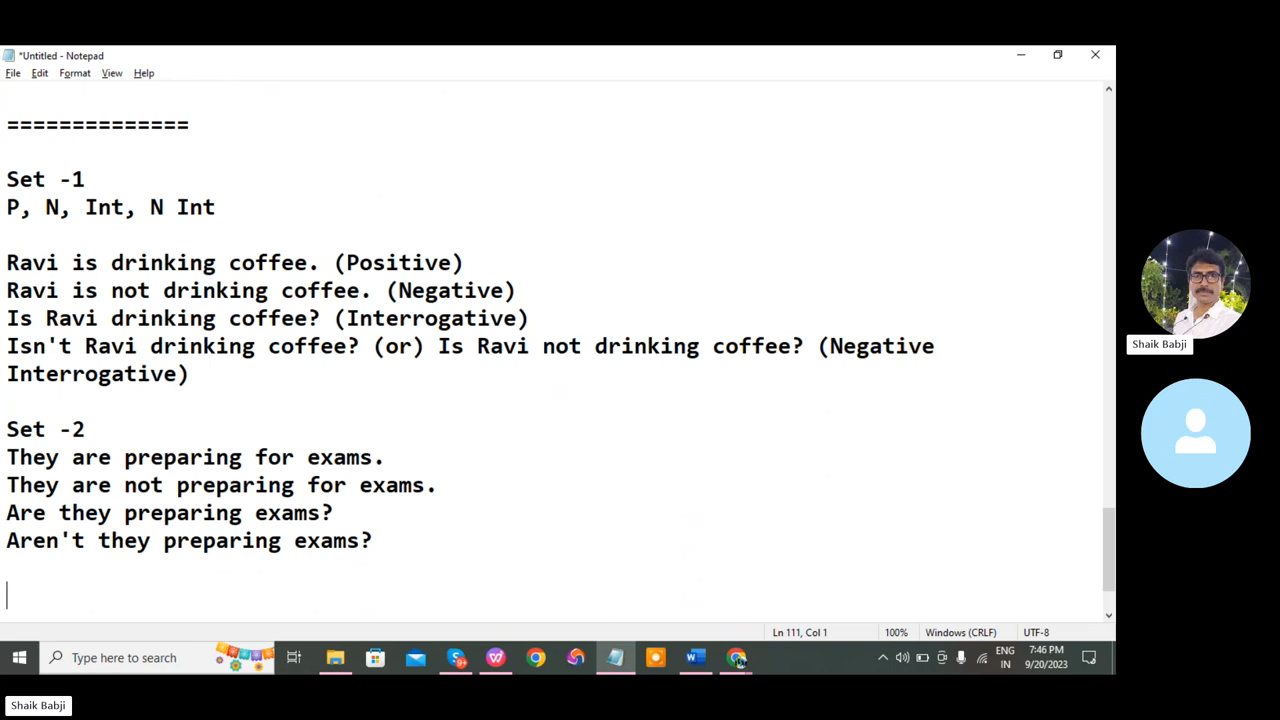 *Untitled - Notepad
File Edit Format View Help
==============
Set -1
P, N, Int, N Int
Ravi is drinking coffee. (Positive)
Ravi is not drinking coffee. (Negative)
Is Ravi drinking coffee? (Interrogative)
Isn't Ravi drinking coffee? (or) Is Ravi not drinking coffee? (Negative
Interrogative)
Set -2
They are preparing for exams.
They are not preparing for exams.
Are they preparing exams?
Aren't they preparing exams?
Ln 111, Col 1 100% Windows (CRLF) UTF-8
Type here to search
ENG
IN
7:46 PM
9/20/2023
Shaik Babji
Shaik Babji